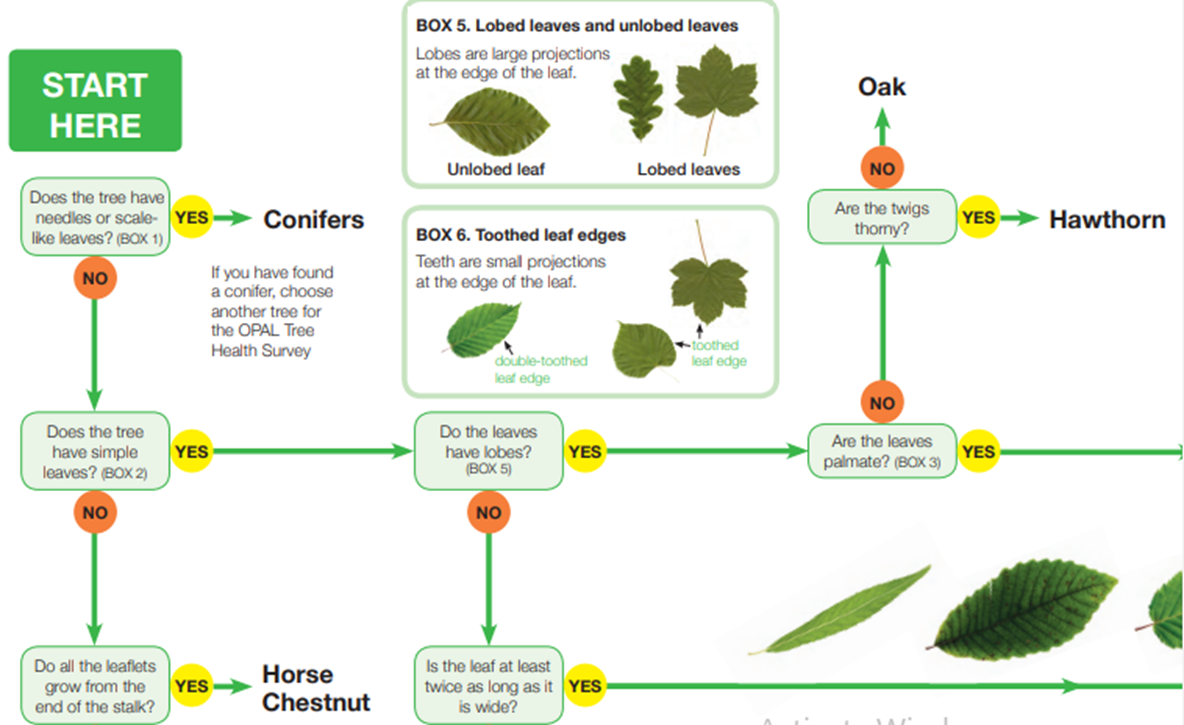 START
HERE
Does the tree have
needles or scale-
like leaves? (BOX 1)
YES
Conifers
NO
If you have found
a conifer, choose
another tree for
the OPAL Tree
Health Survey
BOX 5. Lobed leaves and unlobed leaves
Lobes are large projections
at the edge of the leaf.
Unlobed leaf
Lobed leaves
BOX 6. Toothed leaf edges
Teeth are small projections
at the edge of the leaf.
double-toothed
leaf edge
toothed
leaf edge
Oak
NO
Are the twigs
thorny?
YES
Hawthorn
NO
Does the tree
have simple
leaves? (BOX 2)
YES
Do the leaves
have lobes?
(BOX 5)
YES
Are the leaves
palmate? (BOX 3)
YES
NO
NO
Do all the leaflets
grow from the
end of the stalk?
YES
Horse
Chestnut
Is the leaf at least
twice as long as it
is wide?
YES